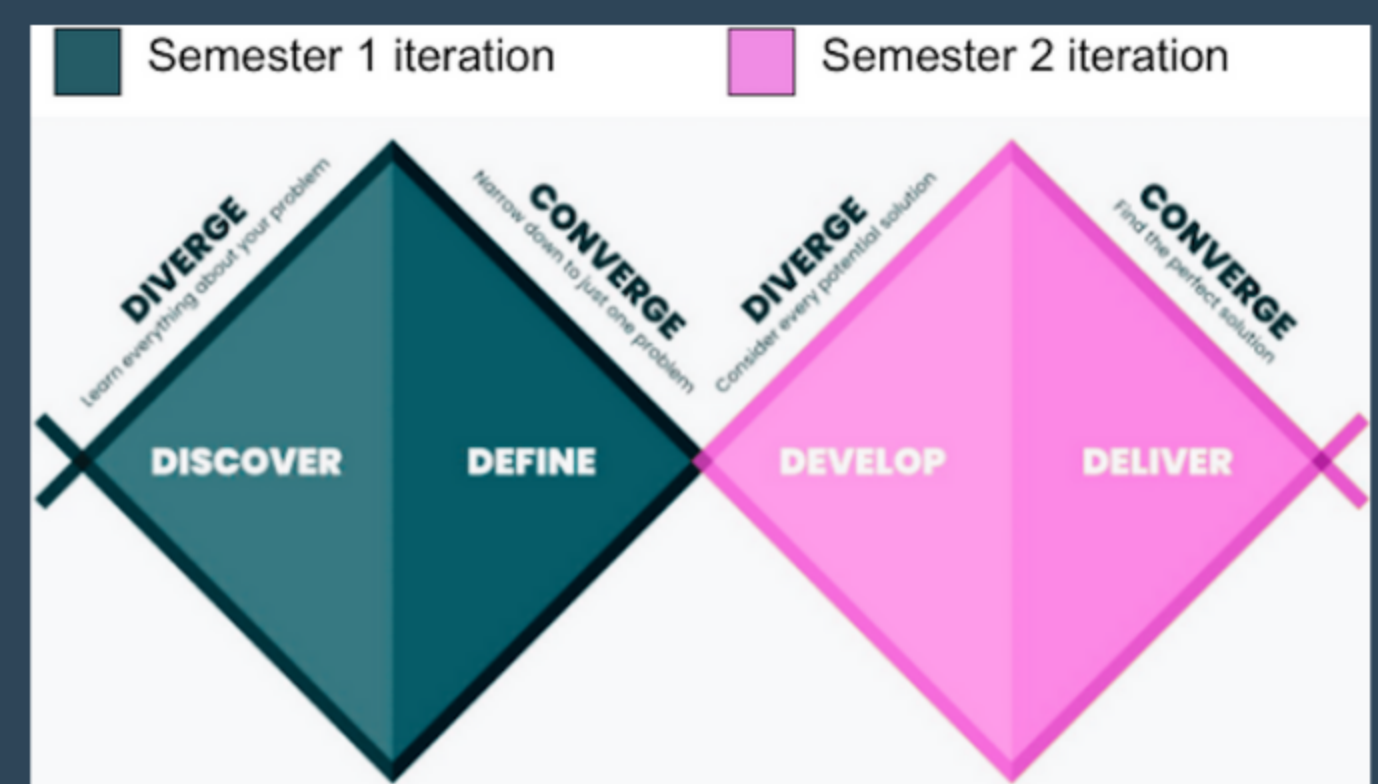 Semester 1 iteration
Semester 2 iteration
DIVERGE
Learn everything about your problem
CONVERGE
Narrow down to just one problem
DIVERGE
Consider every potential solution
CONVERGE
Find the perfect solution
DISCOVER
DEFINE
DEVELOP
DELIVER